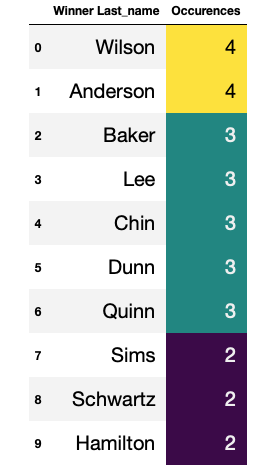 Winner Last_name Occurences
0 Wilson 4
1 Anderson 4
2 Baker 3
3 Lee 3
4 Chin 3
5 Dunn 3
6 Quinn 3
7 Sims 2
8 Schwartz 2
9 Hamilton 2